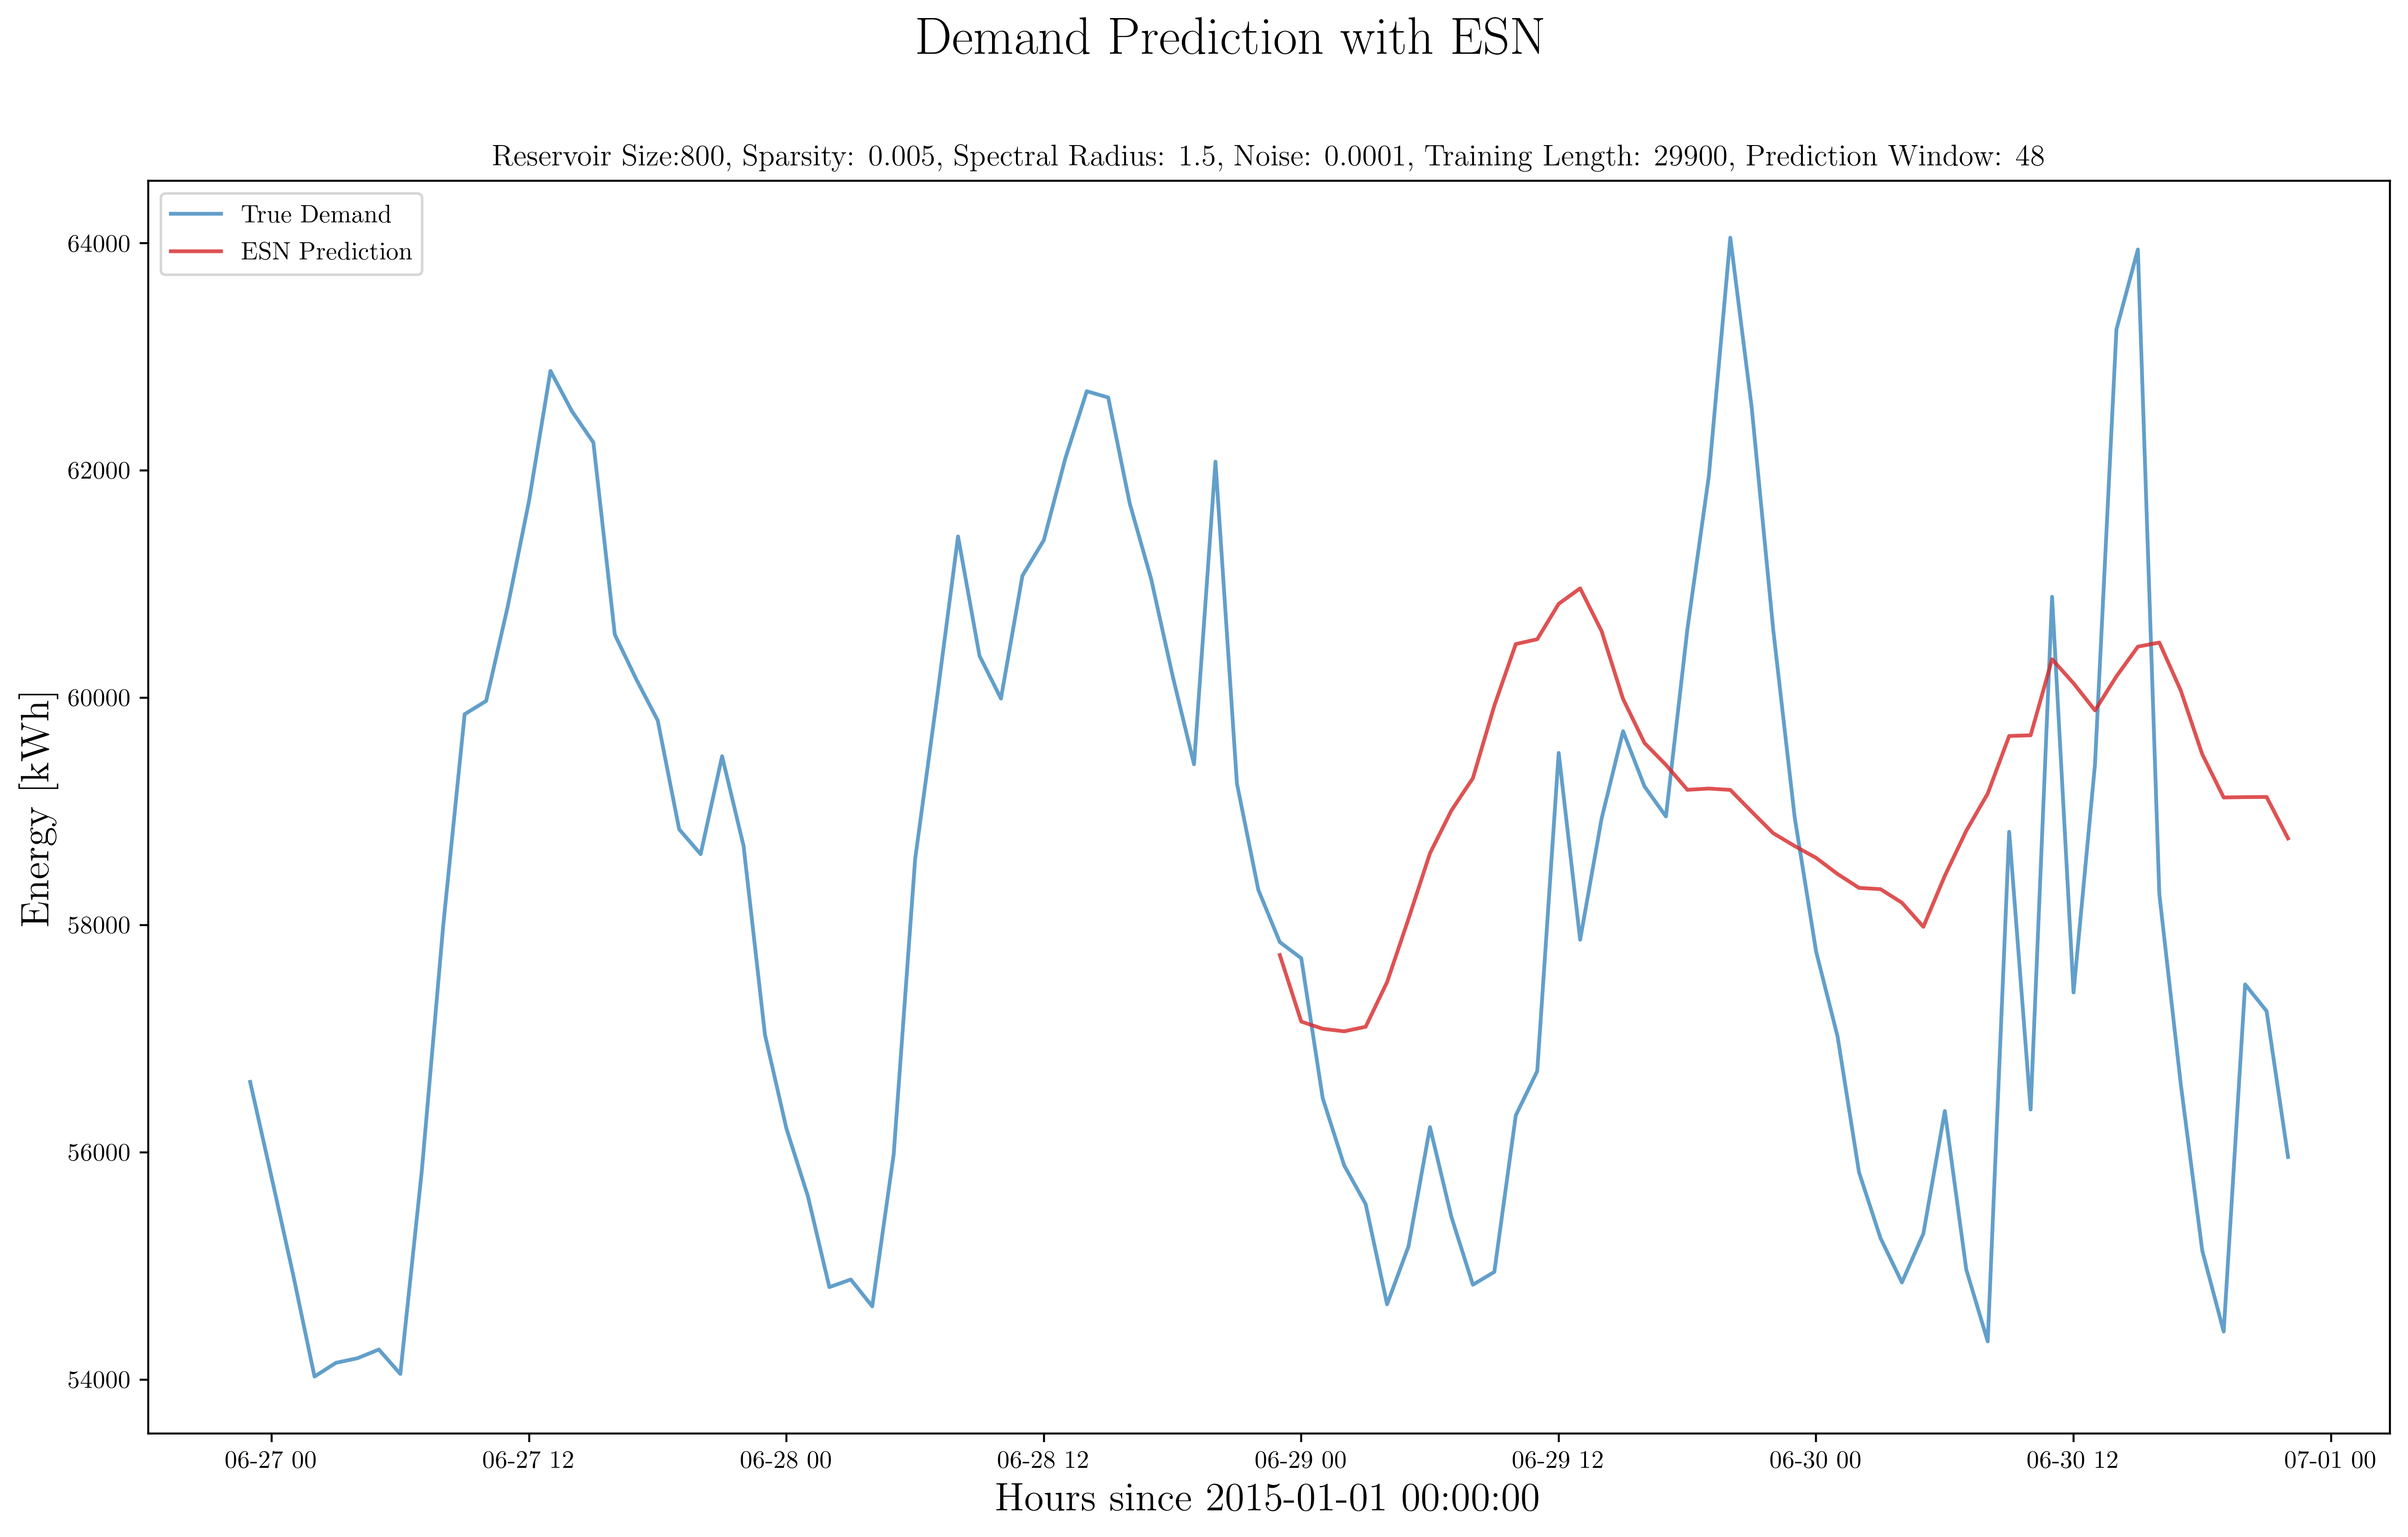 Demand Prediction with ESN
Reservoir Size:800, Sparsity: 0.005, Spectral Radius: 1.5, Noise: 0.0001, Training Length: 29900, Prediction Window: 48
True Demand
ESN Prediction
64000
62000
60000
58000
56000
54000
Energy [kWh]
06-27 00
06-27 12
06-28 00
06-28 12
06-29 00
06-29 12
06-30 00
06-30 12
07-01 00
Hours since 2015-01-01 00:00:00